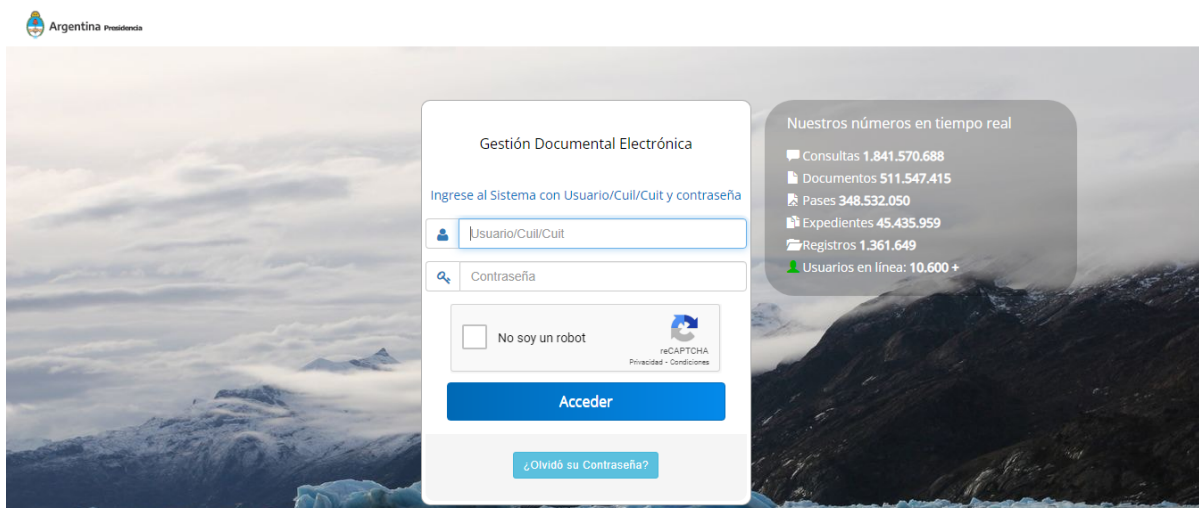 Argentina Presidencia
Gestión Documental Electrónica
Ingrese al Sistema con Usuario/Cuil/Cuit y contraseña
Usuario/Cuil/Cuit
Contraseña
No soy un robot
reCAPTCHA
Privacidad - Condiciones
Acceder
¿Olvidó su Contraseña?
Nuestros números en tiempo real
Consultas 1.841.570.688
Documentos 511.547.415
Pases 348.532.050
Expedientes 45.435.959
Registros 1.361.649
Usuarios en línea: 10.600 +